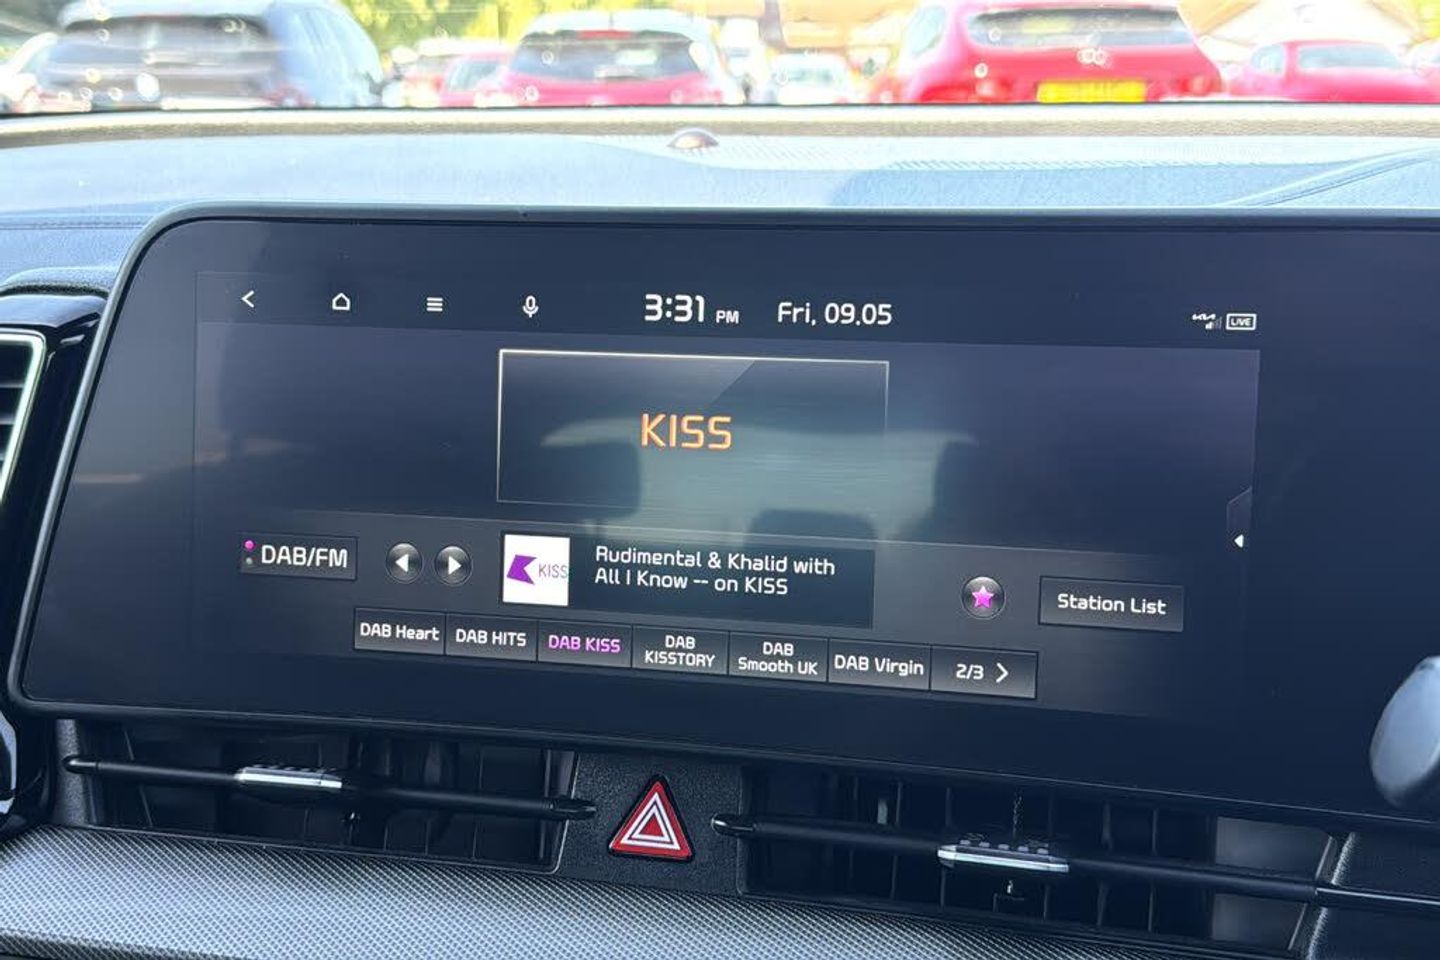 3:31 PM Fri, 09.05
LIVE
KISS
DAB/FM
KISS
Rudimental & Khalid with
All I Know -- on KISS
Station List
DAB Heart
DAB HITS
DAB KISS
DAB
KISSTORY
DAB
Smooth UK
DAB Virgin
2/3